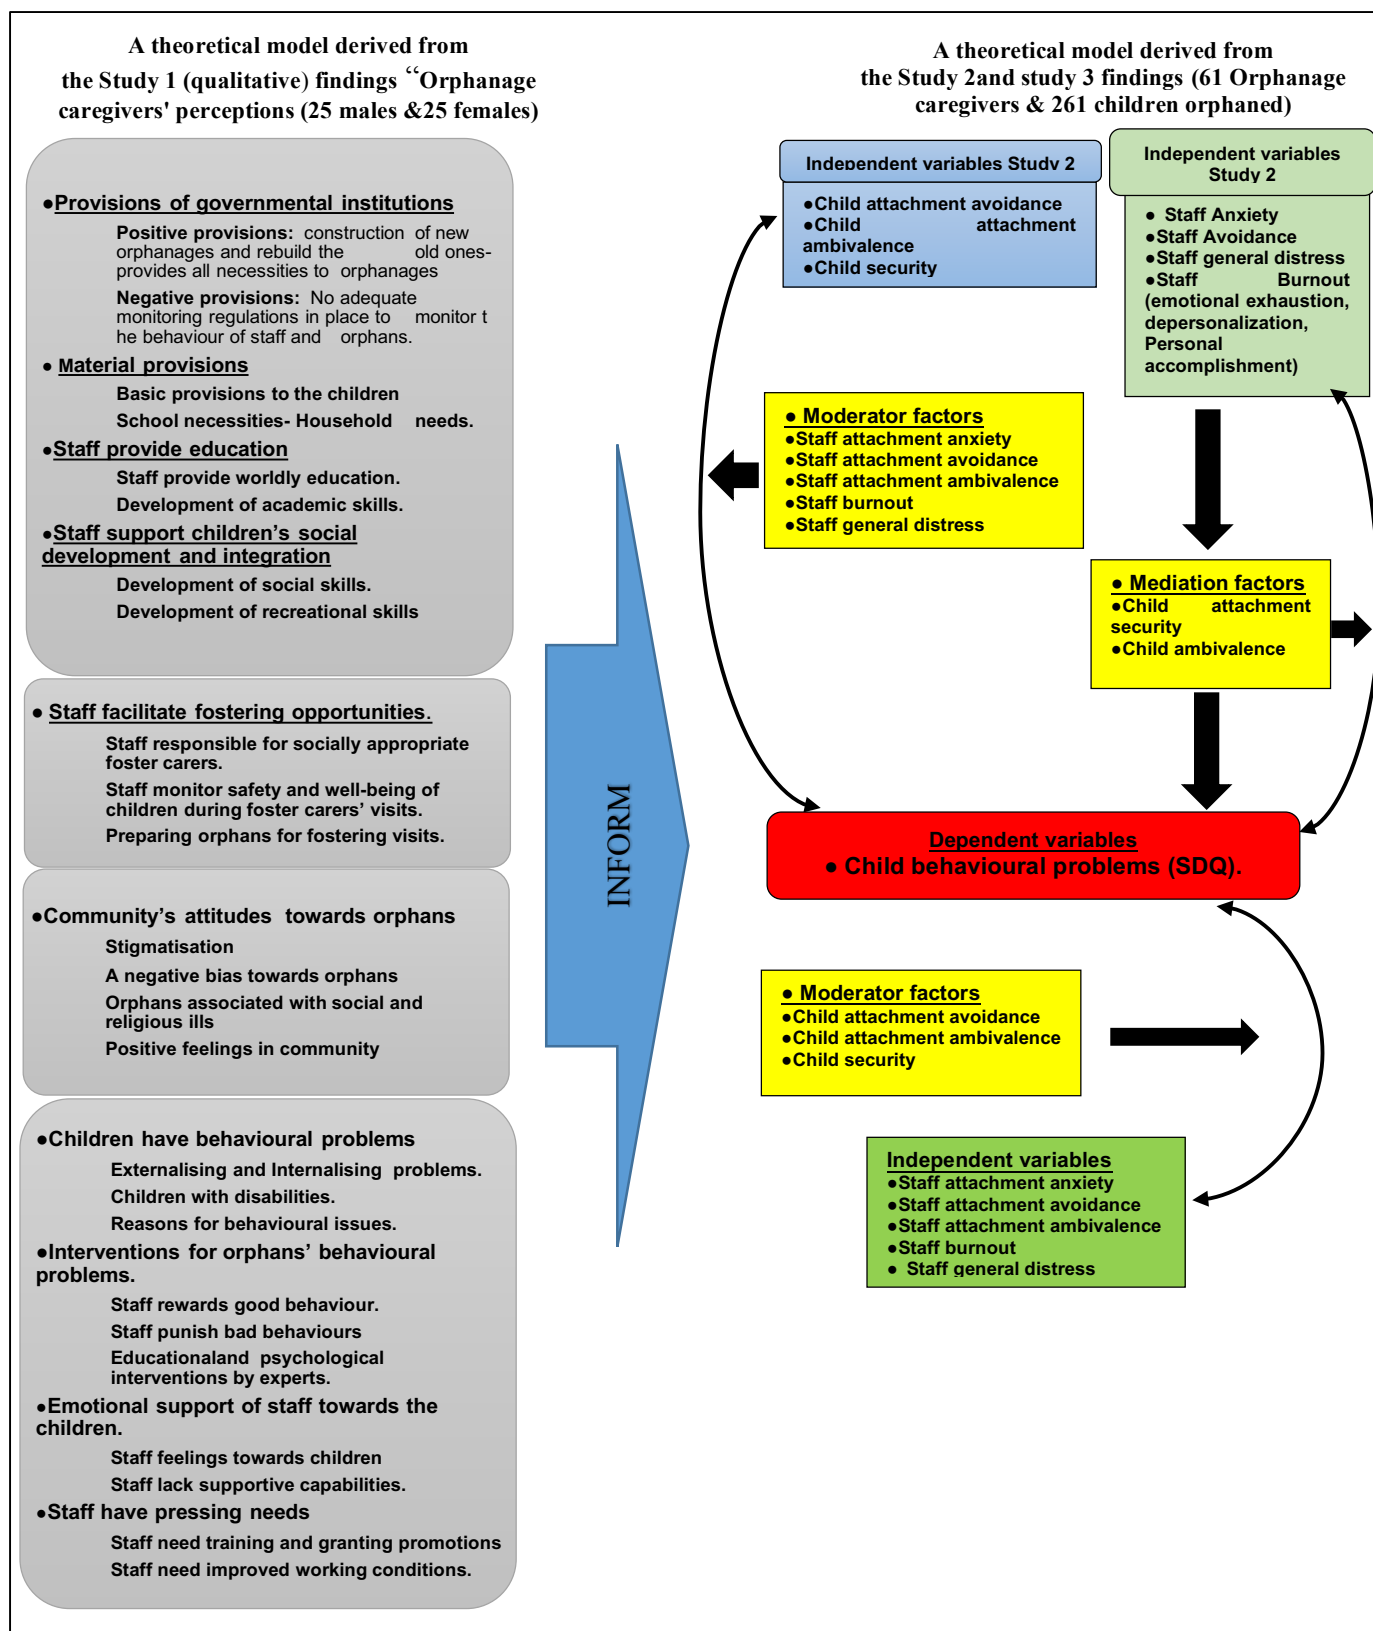 A theoretical model derived from
the Study 1 (qualitative) findings “Orphanage
caregivers' perceptions (25 males &25 females)
●Provisions of governmental institutions
Positive provisions: construction of new
orphanages and rebuild the old ones-
provides all necessities to orphanages
Negative provisions: No adequate
monitoring regulations in place to monitor t
he behaviour of staff and orphans.
● Material provisions
Basic provisions to the children
School necessities- Household needs.
●Staff provide education
Staff provide worldly education.
Development of academic skills.
●Staff support children’s social
development and integration
Development of social skills.
Development of recreational skills
● Staff facilitate fostering opportunities.
Staff responsible for socially appropriate
foster carers.
Staff monitor safety and well-being of
children during foster carers’ visits.
Preparing orphans for fostering visits.
●Community’s attitudes towards orphans
Stigmatisation
A negative bias towards orphans
Orphans associated with social and
religious ills
Positive feelings in community
●Children have behavioural problems
Externalising and Internalising problems.
Children with disabilities.
Reasons for behavioural issues.
●Interventions for orphans’ behavioural
problems.
Staff rewards good behaviour.
Staff punish bad behaviours
Educationaland psychological
interventions by experts.
●Emotional support of staff towards the
children.
Staff feelings towards children
Staff lack supportive capabilities.
●Staff have pressing needs
Staff need training and granting promotions
Staff need improved working conditions.
INFORM
A theoretical model derived from
the Study 2and study 3 findings (61 Orphanage
caregivers & 261 children orphaned)
Independent variables Study 2
●Child attachment avoidance
●Child attachment
ambivalence
●Child security
Independent variables
Study 2
● Staff Anxiety
●Staff Avoidance
●Staff general distress
●Staff Burnout
(emotional exhaustion,
depersonalization,
Personal
accomplishment)
● Moderator factors
●Staff attachment anxiety
●Staff attachment avoidance
●Staff attachment ambivalence
●Staff burnout
●Staff general distress
● Mediation factors
●Child attachment
security
●Child ambivalence
Dependent variables
● Child behavioural problems (SDQ).
● Moderator factors
●Child attachment avoidance
●Child attachment ambivalence
●Child security
Independent variables
●Staff attachment anxiety
●Staff attachment avoidance
●Staff attachment ambivalence
●Staff burnout
● Staff general distress